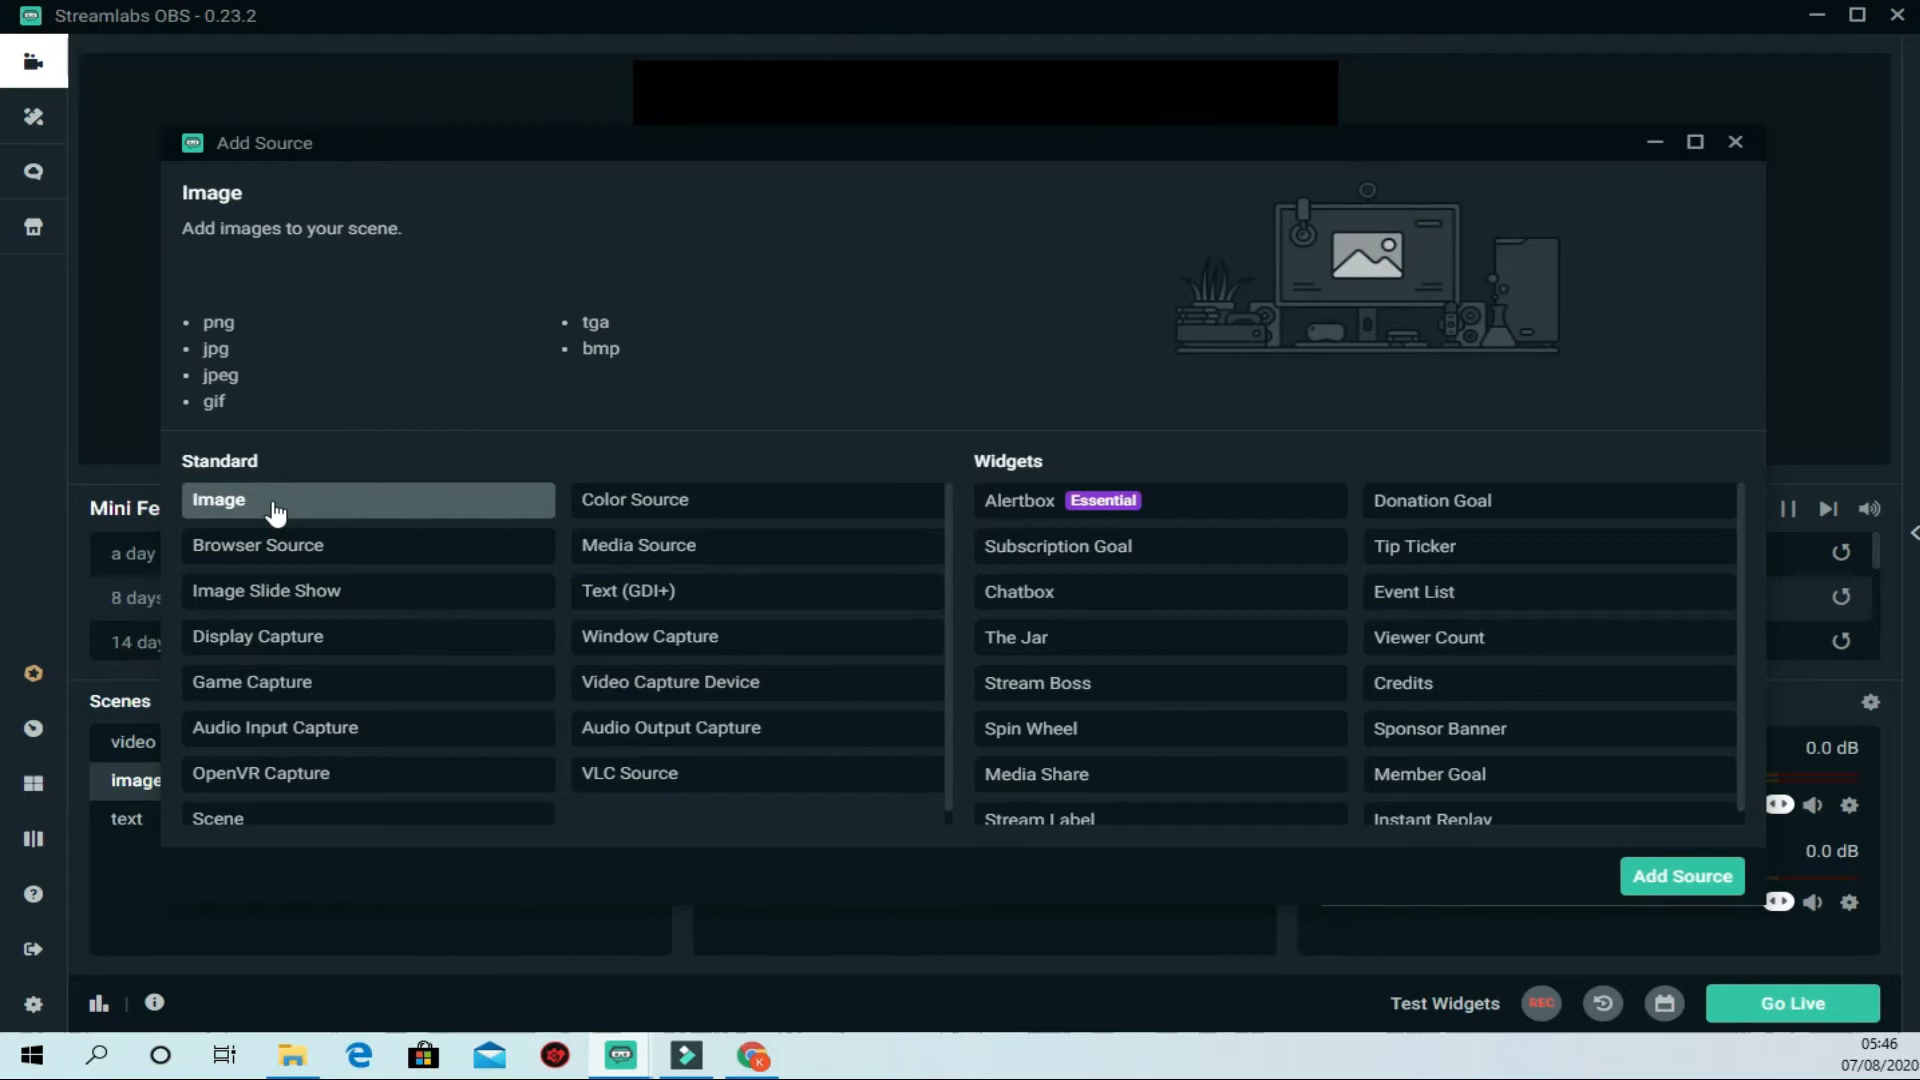 Streamlabs OBS - 0.23.2
Add Source
Image
Add images to your scene.
• png
• jpg
• jpeg
• gif
• tga
• bmp
Standard
Image
Color Source
Browser Source
Media Source
Image Slide Show
Text (GDI+)
Display Capture
Window Capture
Game Capture
Video Capture Device
Audio Input Capture
Audio Output Capture
OpenVR Capture
VLC Source
Scene
Widgets
Alertbox Essential
Donation Goal
Subscription Goal
Tip Ticker
Chatbox
Event List
The Jar
Viewer Count
Stream Boss
Credits
Spin Wheel
Sponsor Banner
Media Share
Member Goal
Stream Label
Instant Replay
Add Source
Mini Fe
a day
8 days
14 day
Scenes
video
image
text
0.0 dB
0.0 dB
Test Widgets
REC
Go Live
K
05:46
07/08/2020